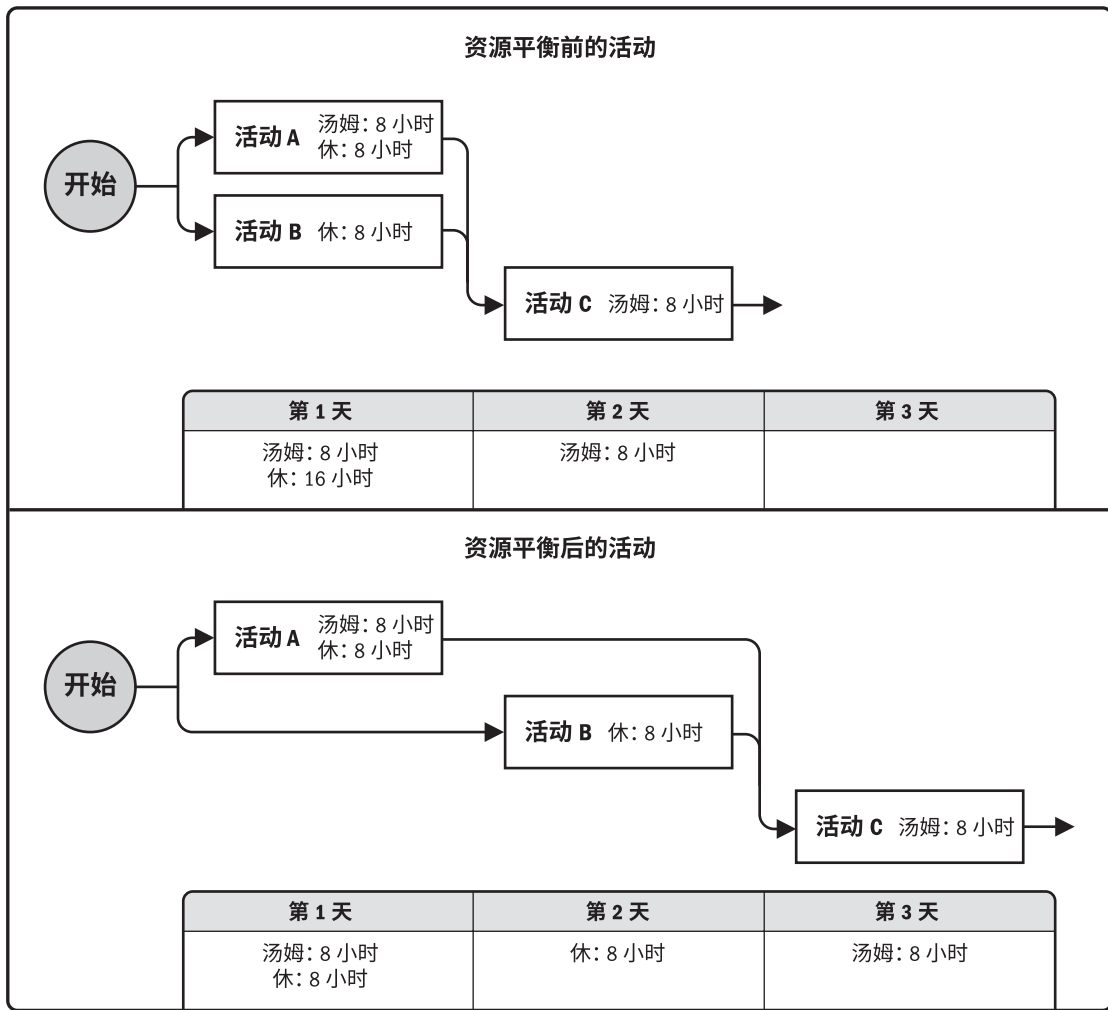 资源平衡前的活动
开始
活动 A
汤姆：8 小时
休：8 小时
活动 B 休：8 小时
活动 C 汤姆：8 小时
第 1 天 第 2 天 第 3 天
汤姆：8 小时 汤姆：8 小时
休：16 小时
资源平衡后的活动
开始
活动 A
汤姆：8 小时
休：8 小时
活动 B 休：8 小时
活动 C 汤姆：8 小时
第 1 天 第 2 天 第 3 天
汤姆：8 小时 休：8 小时 汤姆：8 小时
休：8 小时